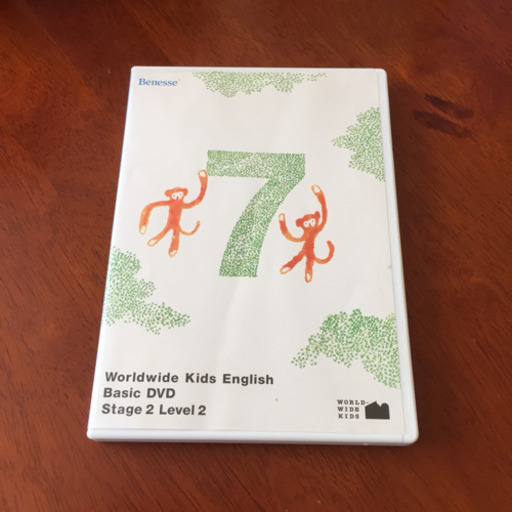 Benesse®
7
Worldwide Kids English
Basic DVD
Stage 2 Level 2
WORLD-
WIDE
KIDS